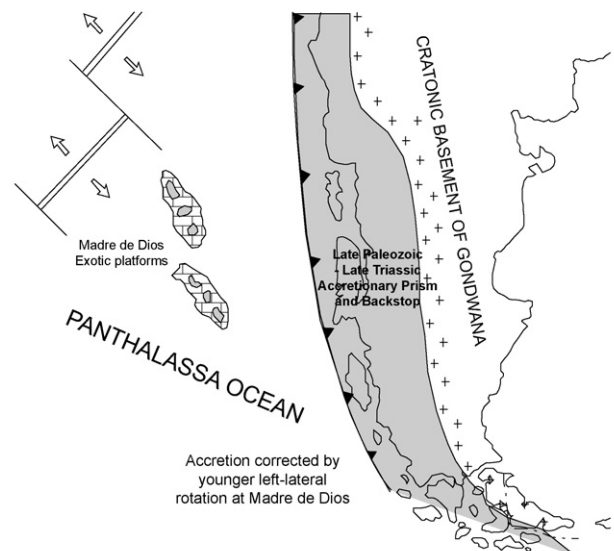 CRATONIC BASEMENT OF GONDWANA
Madre de Dios
Exotic platforms
Late Paleozoic
- Late Triassic
Accretionary Prism
and Backstop
PANTHALASSA OCEAN
Accretion corrected by
younger left-lateral
rotation at Madre de Dios